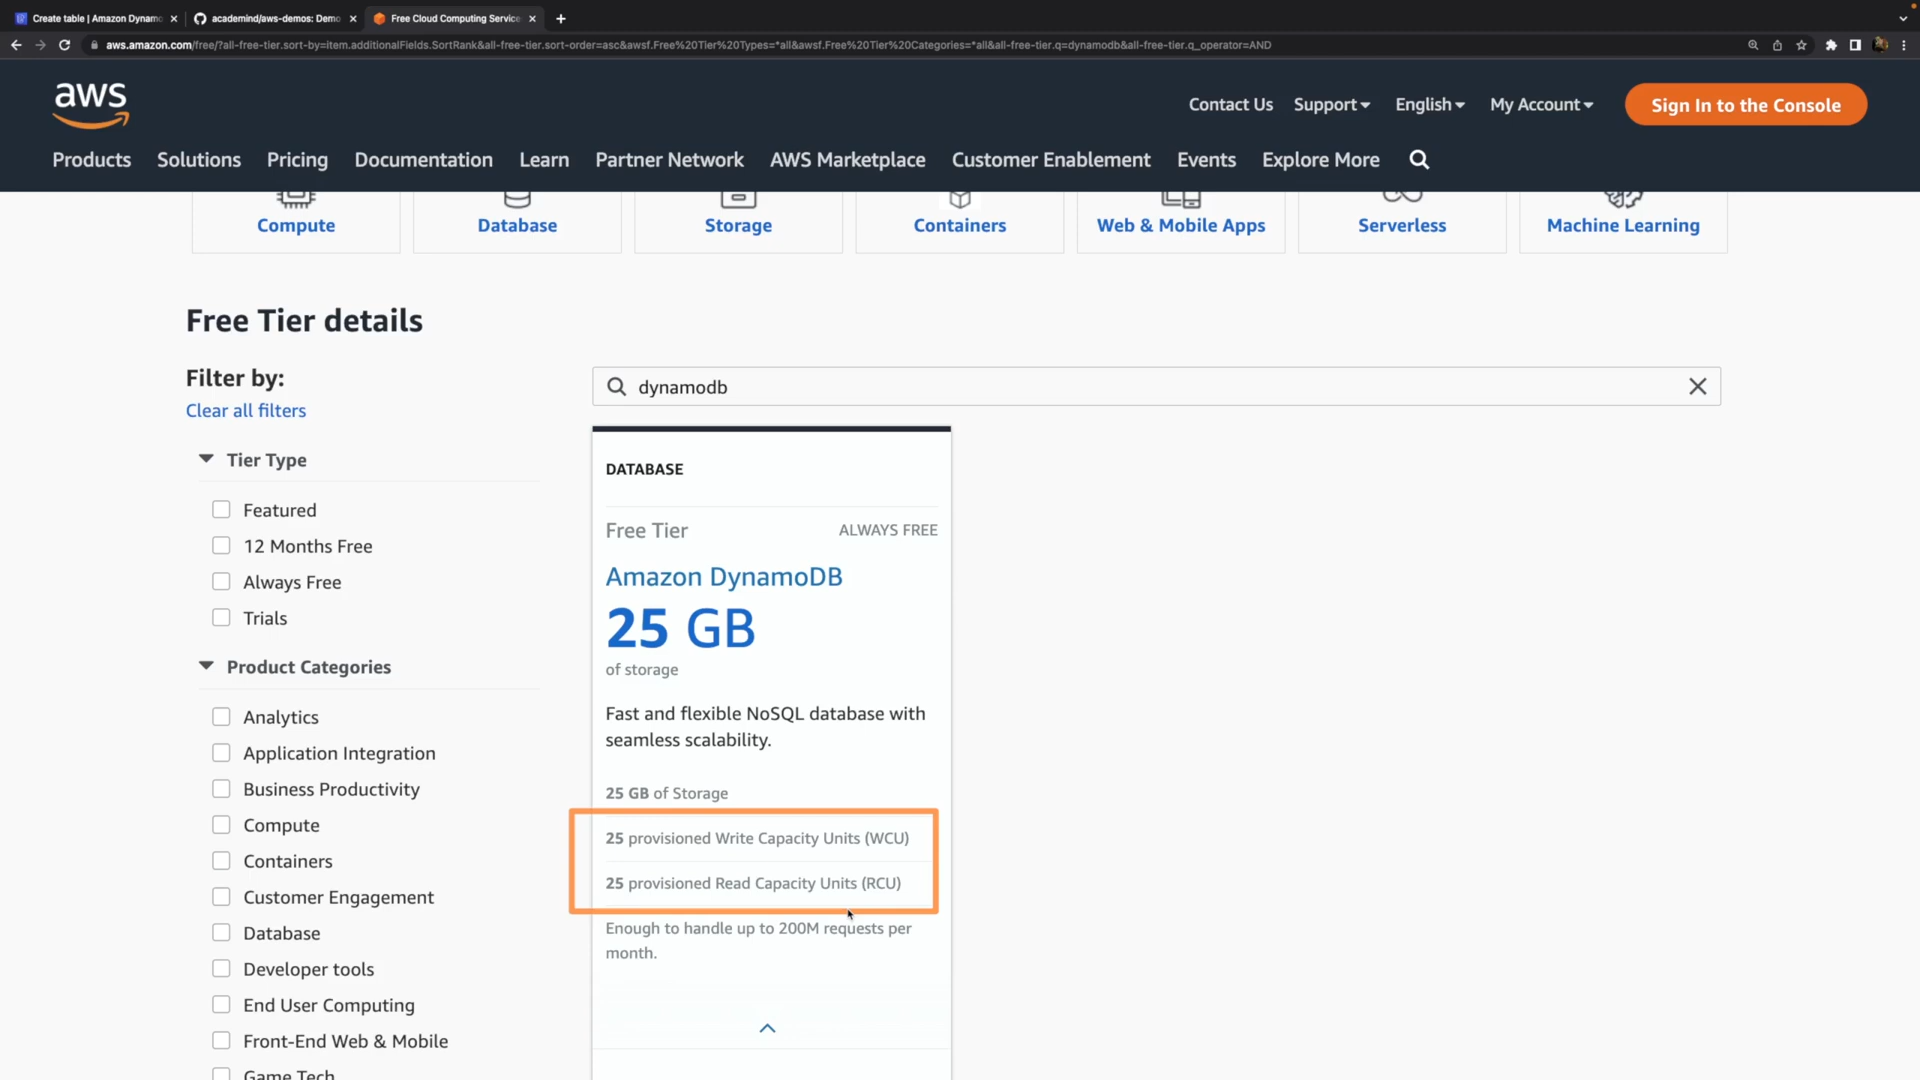 Create table | Amazon Dynamo
academind/aws-demos: Demo
Free Cloud Computing Service
aws.amazon.com/free/?all-free-tier.sort-by=item.additionalFields.SortRank&all-free-tier.sort-order=asc&awsf.Free%20Tier%20Types=*all&awsf.Free%20Tier%20Categories=*all&all-free-tier.q=dynamodb&all-free-tier.q_operator=AND
aws
Contact Us
Support
English
My Account
Sign In to the Console
Products
Solutions
Pricing
Documentation
Learn
Partner Network
AWS Marketplace
Customer Enablement
Events
Explore More
Compute
Database
Storage
Containers
Web & Mobile Apps
Serverless
Machine Learning
Free Tier details
Filter by:
Clear all filters
Tier Type
Featured
12 Months Free
Always Free
Trials
Product Categories
Analytics
Application Integration
Business Productivity
Compute
Containers
Customer Engagement
Database
Developer tools
End User Computing
Front-End Web & Mobile
Game Tech
dynamodb
DATABASE
Free Tier
ALWAYS FREE
Amazon DynamoDB
25 GB
of storage
Fast and flexible NoSQL database with
seamless scalability.
25 GB of Storage
25 provisioned Write Capacity Units (WCU)
25 provisioned Read Capacity Units (RCU)
Enough to handle up to 200M requests per
month.